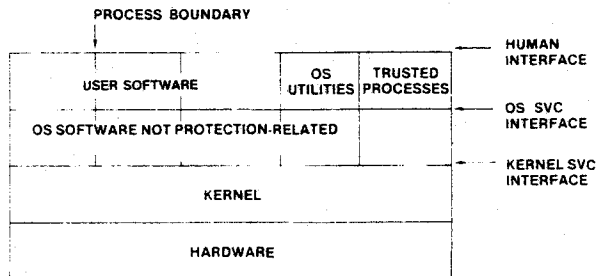 PROCESS BOUNDARY
HUMAN
INTERFACE
USER SOFTWARE
OS
UTILITIES
TRUSTED
PROCESSES
OS SVC
INTERFACE
OS SOFTWARE NOT PROTECTION-RELATED
KERNEL SVC
INTERFACE
KERNEL
HARDWARE